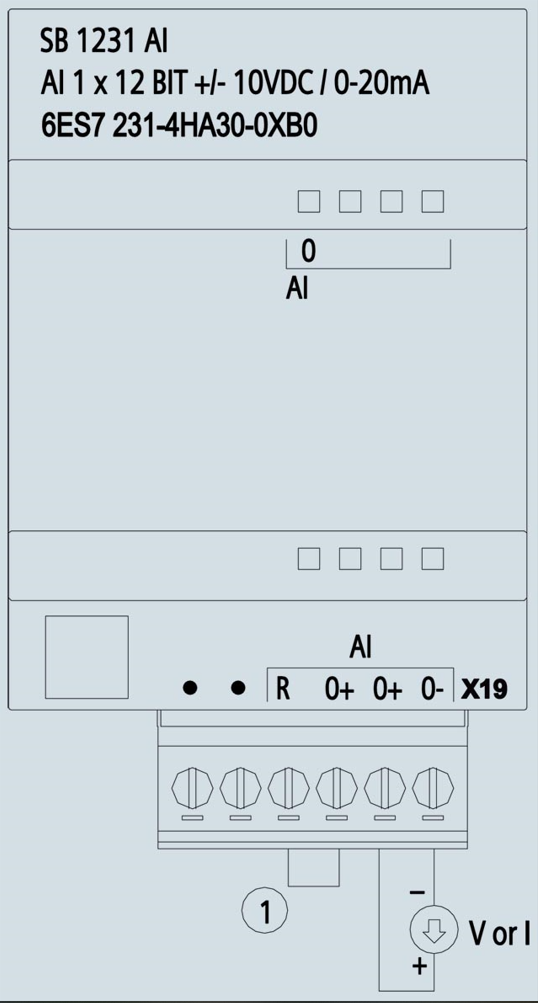 SB 1231 AI
AI 1 x 12 BIT +/- 10VDC / 0-20mA
6ES7 231-4HA30-0XB0
0
AI
AI
R 0+ 0+ 0- X19
1
–
V or I
+